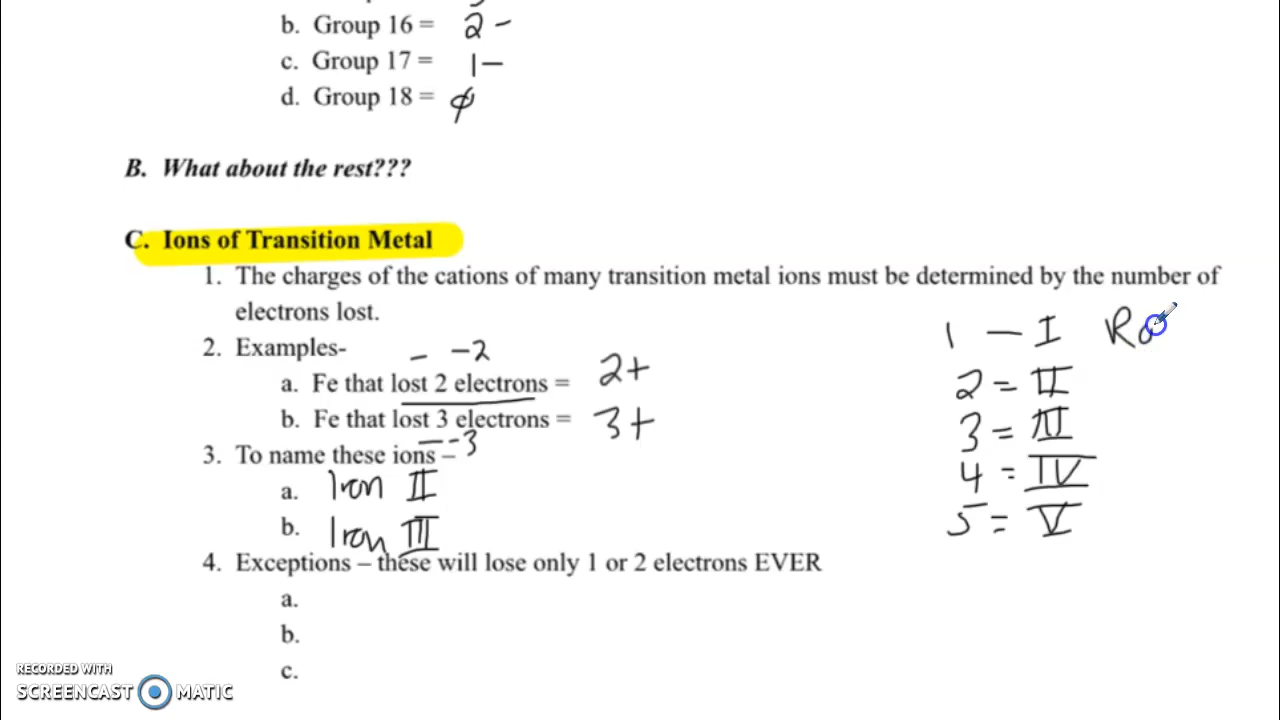 b. Group 16 = 2 -
c. Group 17 = 1 -
d. Group 18 =
B. What about the rest???
C. Ions of Transition Metal
1. The charges of the cations of many transition metal ions must be determined by the number of
electrons lost.
1 — I Ro
2. Examples-
- -2
a. Fe that lost 2 electrons = 2+
2 = II
b. Fe that lost 3 electrons = 3+
3 = III
--3
3. To name these ions –
4 = IV
a. Iron II
b. Iron III
5 = V
4. Exceptions – these will lose only 1 or 2 electrons EVER
a.
b.
c.
RECORDED WITH
SCREENCAST MATIC